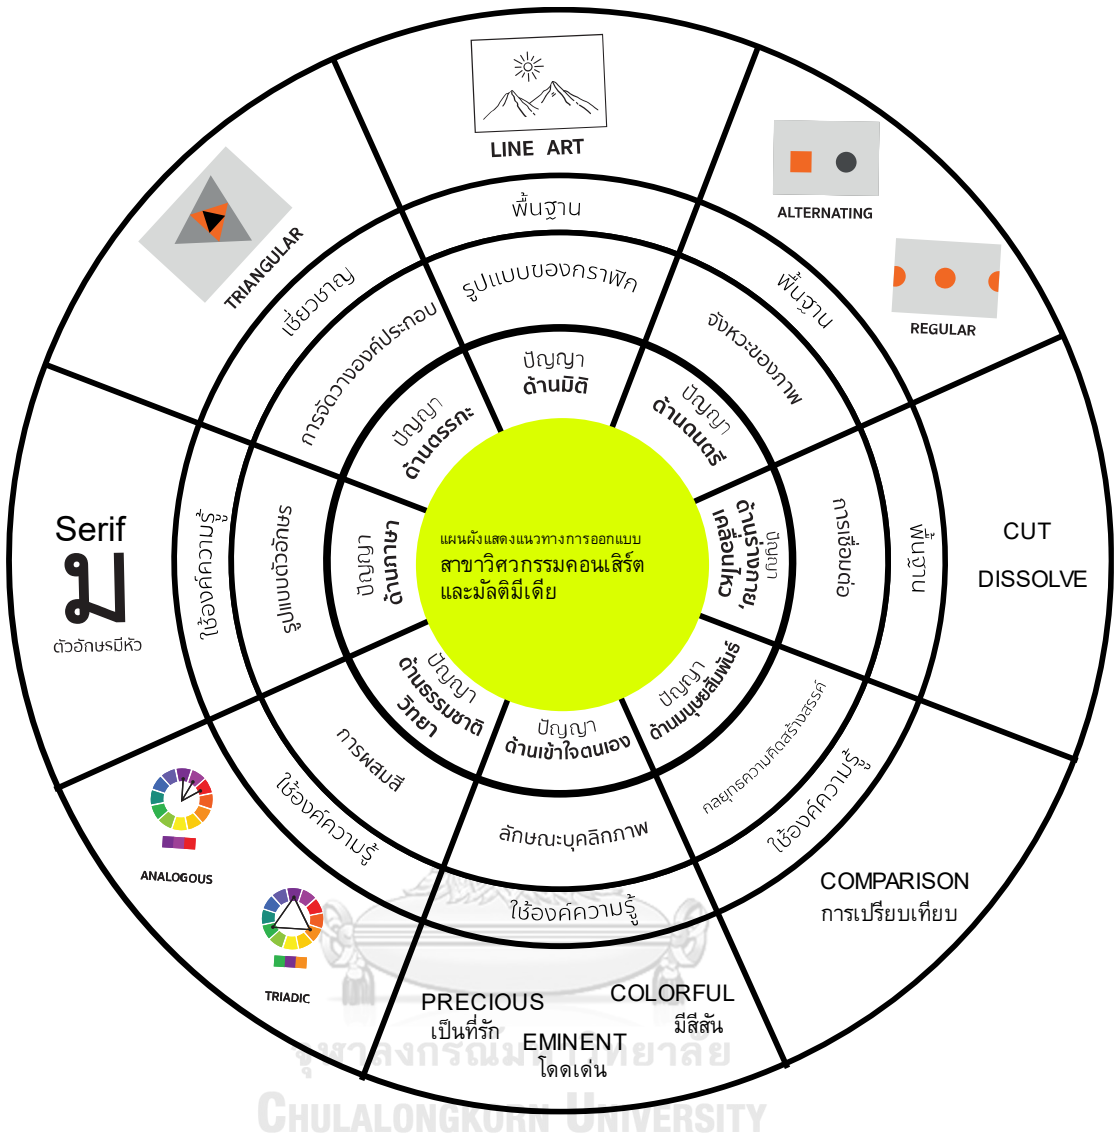 แผนผังแสดงแนวทางการออกแบบ
สาขาวิศวกรรมคอนเสิร์ต
และมัลติมีเดีย
ปัญญา
ด้านมิติ
รูปแบบของกราฟิก
พื้นฐาน
LINE ART
ปัญญา
ด้านดนตรี
จังหวะของภาพ
พื้นฐาน
ALTERNATING
REGULAR
ปัญญา
ด้านร่างกาย,
เคลื่อนไหว
การเชื่อมต่อ
พื้นฐาน
CUT
DISSOLVE
ปัญญา
ด้านมนุษยสัมพันธ์
กลยุทธความคิดสร้างสรรค์
ใช้องค์ความรู้
COMPARISON
การเปรียบเทียบ
ปัญญา
ด้านเข้าใจตนเอง
ลักษณะบุคลิกภาพ
ใช้องค์ความรู้
PRECIOUS
เป็นที่รัก
COLORFUL
มีสีสัน
EMINENT
โดดเด่น
ปัญญา
ด้านธรรมชาติ
วิทยา
การผสมสี
ใช้องค์ความรู้
ANALOGOUS
TRIADIC
ปัญญา
ด้านภาษา
รูปแบบตัวอักษร
ใช้องค์ความรู้
Serif
ม
ตัวอักษรมีหัว
ปัญญา
ด้านตรรกะ
การจัดวางองค์ประกอบ
เชี่ยวชาญ
TRIANGULAR
จุฬาลงกรณ์มหาวิทยาลัย
CHULALONGKORN UNIVERSITY